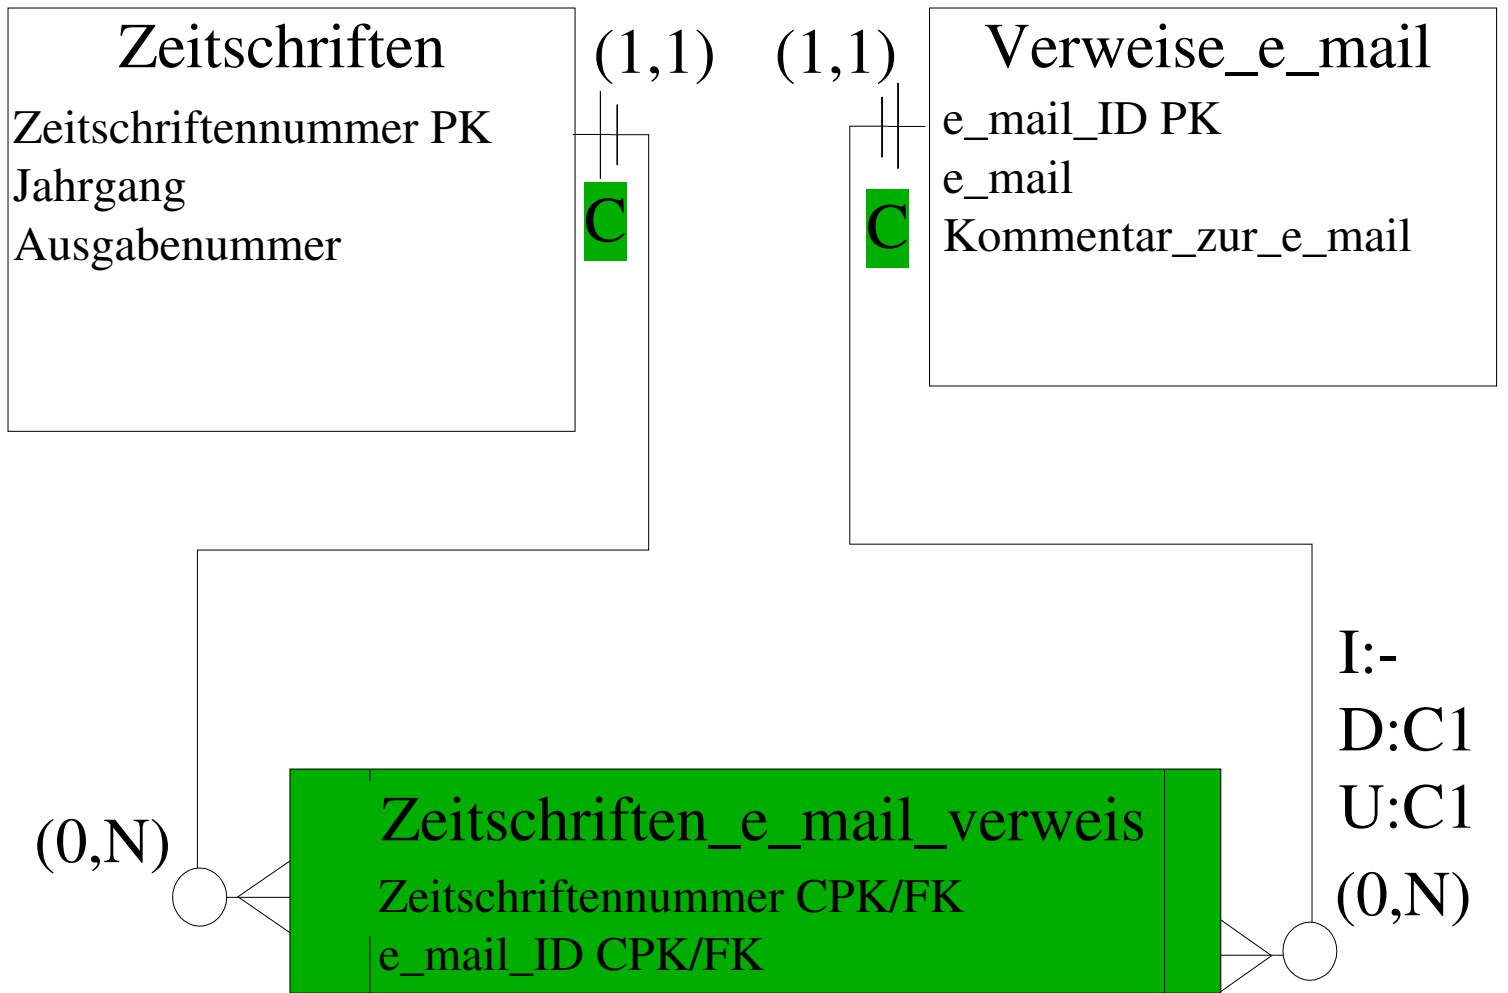 Zeitschriften
Zeitschriftennummer PK
Jahrgang
Ausgabenummer
(1,1)
C
(1,1)
C
Verweise_e_mail
e_mail_ID PK
e_mail
Kommentar_zur_e_mail
I:-
D:C1
U:C1
(0,N)
(0,N)
Zeitschriften_e_mail_verweis
Zeitschriftennummer CPK/FK
e_mail_ID CPK/FK